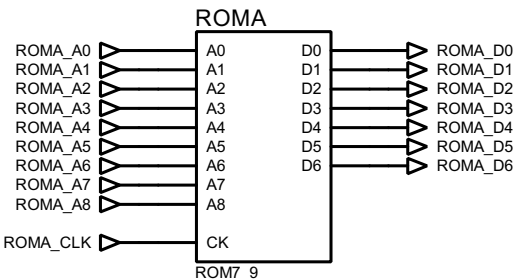 ROMA
ROMA_A0 A0 D0 ROMA_D0
ROMA_A1 A1 D1 ROMA_D1
ROMA_A2 A2 D2 ROMA_D2
ROMA_A3 A3 D3 ROMA_D3
ROMA_A4 A4 D4 ROMA_D4
ROMA_A5 A5 D5 ROMA_D5
ROMA_A6 A6 D6 ROMA_D6
ROMA_A7 A7
ROMA_A8 A8
ROMA_CLK CK
ROM7_9